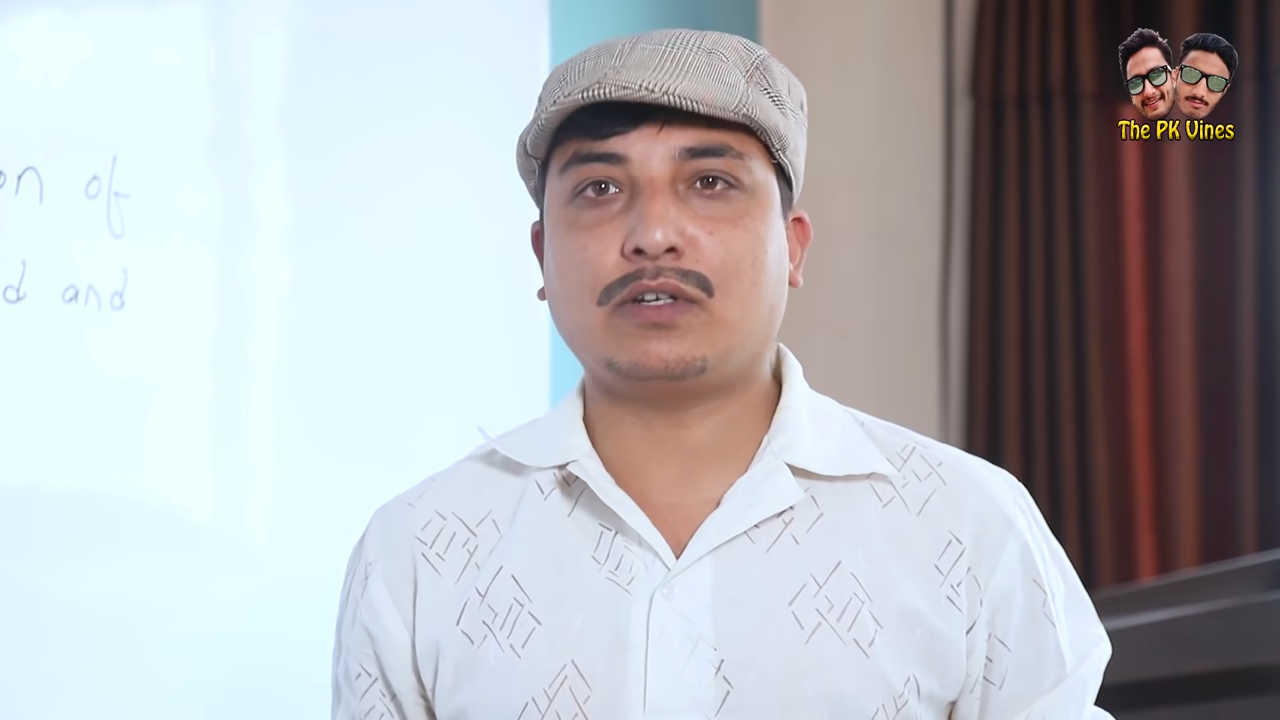 on of
d and
The PK Vines